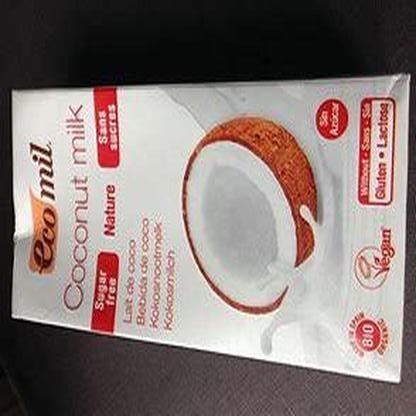 ecomil
Coconut milk
Sugar
free
Nature
Sans
sucres
Lait de coco
Bebida de coco
Kokosnootmelk
Kokosmilch
Sin
Azúcar
Without - Sans - Sin
Gluten • Lactose
Vegan
BIO